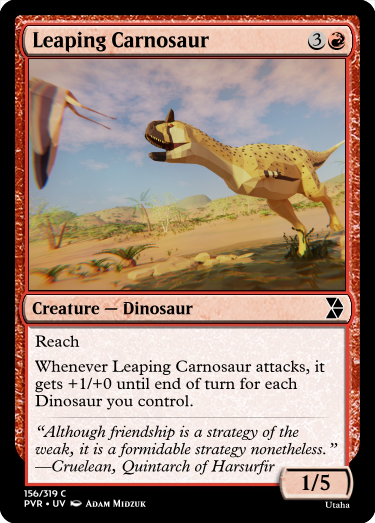 Leaping Carnosaur 3
Creature — Dinosaur
Reach
Whenever Leaping Carnosaur attacks, it
gets +1/+0 until end of turn for each
Dinosaur you control.
“Although friendship is a strategy of the
weak, it is a formidable strategy nonetheless.”
—Cruelean, Quintarch of Harsurfir
1/5
156/319 C
PVR • UV Adam Midzuk
Utaha